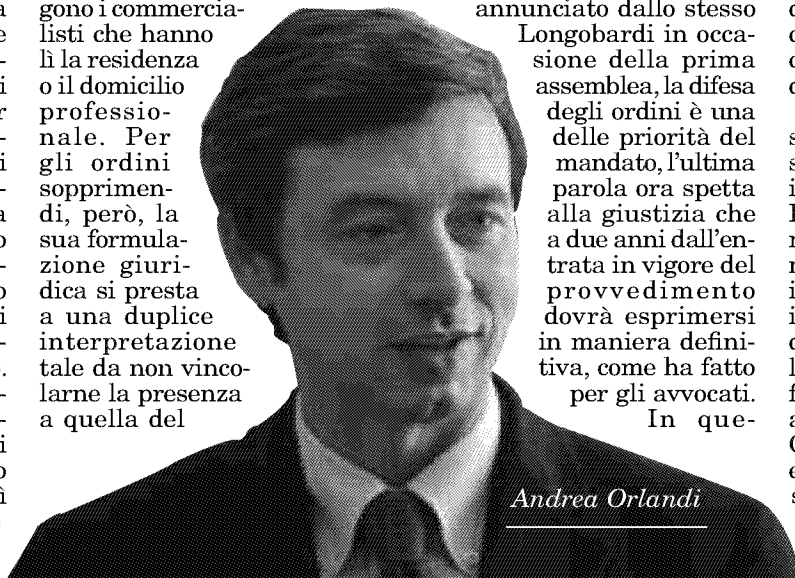 gono i commercia-
listi che hanno
lì la residenza
o il domicilio
professio-
nale. Per
gli ordini
sopprimen-
di, però, la
sua formula-
zione giuri-
dica si presta
a una duplice
interpretazione
tale da non vinco-
larne la presenza
a quella del
annunciato dallo stesso
Longobardi in occa-
sione della prima
assemblea, la difesa
degli ordini è una
delle priorità del
mandato, l'ultima
parola ora spetta
alla giustizia che
a due anni dall'en-
trata in vigore del
provvedimento
dovrà esprimersi
in maniera defini-
tiva, come ha fatto
per gli avvocati.
In que-
Andrea Orlandi